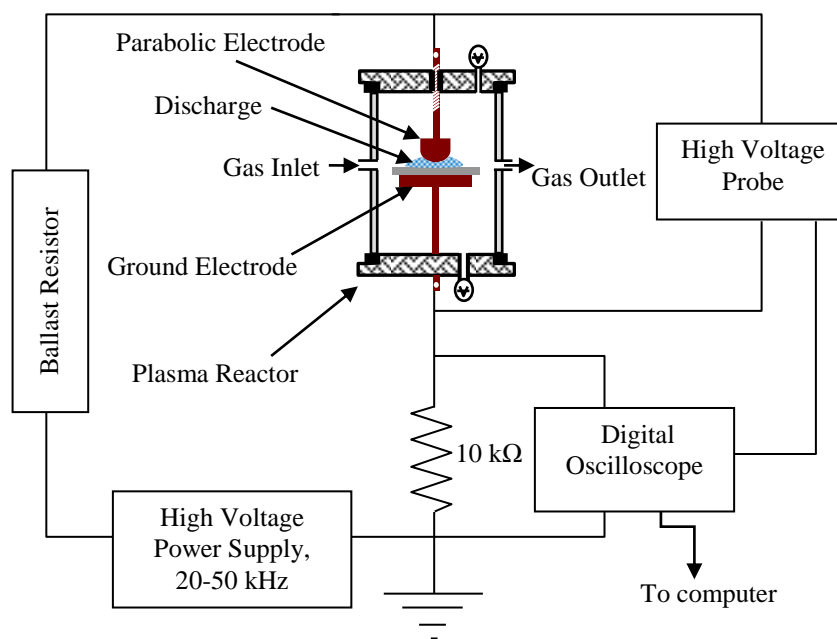 Parabolic Electrode
Discharge
Gas Inlet
Gas Outlet
High Voltage
Probe
Ballast Resistor
Ground Electrode
Plasma Reactor
10 kΩ
Digital
Oscilloscope
High Voltage
Power Supply,
20-50 kHz
To computer